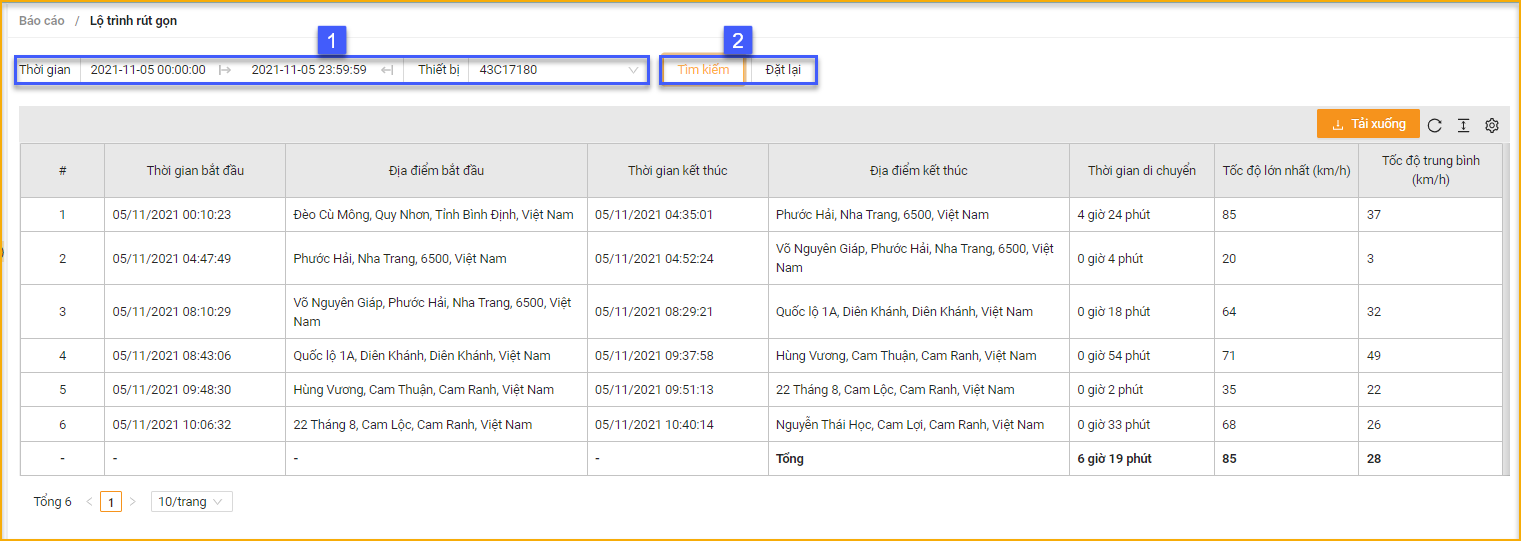 Báo cáo / Lộ trình rút gọn
1 2
Thời gian 2021-11-05 00:00:00 2021-11-05 23:59:59 Thiết bị 43C17180 Tìm kiếm Đặt lại
Tải xuống
# Thời gian bắt đầu Địa điểm bắt đầu Thời gian kết thúc Địa điểm kết thúc Thời gian di chuyển Tốc độ lớn nhất (km/h) Tốc độ trung bình
(km/h)
1 05/11/2021 00:10:23 Đèo Cù Mông, Quy Nhơn, Tỉnh Bình Định, Việt Nam 05/11/2021 04:35:01 Phước Hải, Nha Trang, 6500, Việt Nam 4 giờ 24 phút 85 37
2 05/11/2021 04:47:49 Phước Hải, Nha Trang, 6500, Việt Nam 05/11/2021 04:52:24 Võ Nguyên Giáp, Phước Hải, Nha Trang, 6500, Việt
Nam 0 giờ 4 phút 20 3
3 05/11/2021 08:10:29 Võ Nguyên Giáp, Phước Hải, Nha Trang, 6500, Việt
Nam 05/11/2021 08:29:21 Quốc lộ 1A, Diên Khánh, Diên Khánh, Việt Nam 0 giờ 18 phút 64 32
4 05/11/2021 08:43:06 Quốc lộ 1A, Diên Khánh, Diên Khánh, Việt Nam 05/11/2021 09:37:58 Hùng Vương, Cam Thuận, Cam Ranh, Việt Nam 0 giờ 54 phút 71 49
5 05/11/2021 09:48:30 Hùng Vương, Cam Thuận, Cam Ranh, Việt Nam 05/11/2021 09:51:13 22 Tháng 8, Cam Lộc, Cam Ranh, Việt Nam 0 giờ 2 phút 35 22
6 05/11/2021 10:06:32 22 Tháng 8, Cam Lộc, Cam Ranh, Việt Nam 05/11/2021 10:40:14 Nguyễn Thái Học, Cam Lợi, Cam Ranh, Việt Nam 0 giờ 33 phút 68 26
- - - - Tổng 6 giờ 19 phút 85 28
Tổng 6 < 1 > 10/trang